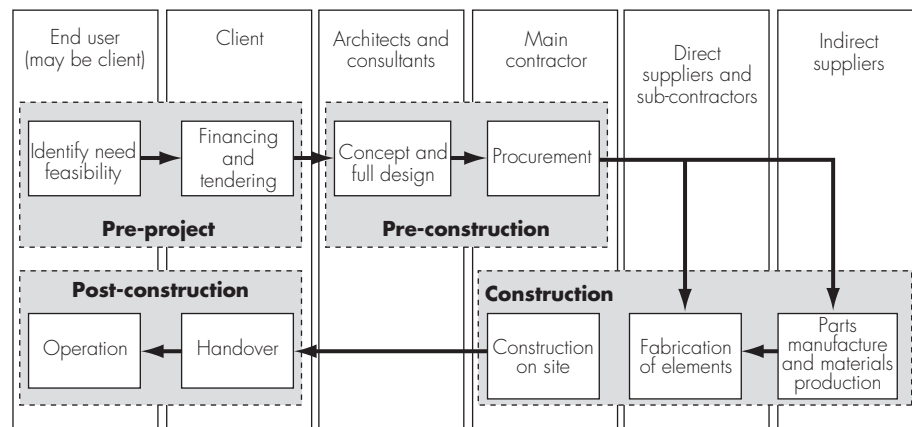 End user
(may be client)
Client
Architects and
consultants
Main
contractor
Direct
suppliers and
sub-contractors
Indirect
suppliers
Identify need
feasibility
Financing
and
tendering
Concept and
full design
Procurement
Pre-project
Pre-construction
Post-construction
Construction
Operation
Handover
Construction
on site
Fabrication
of elements
Parts
manufacture
and materials
production